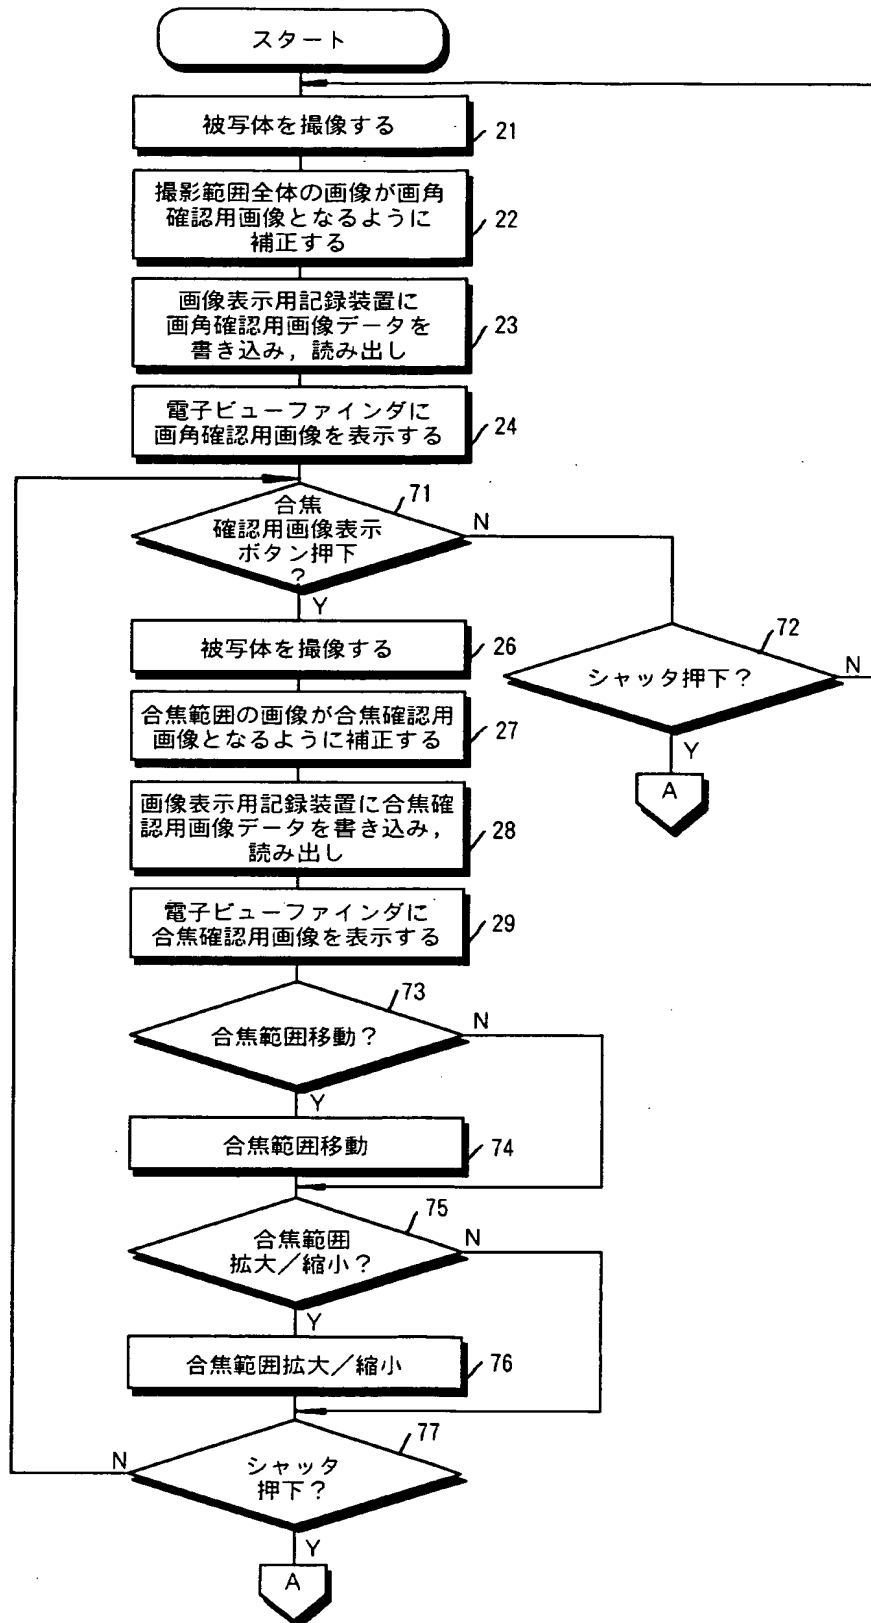 スタート
被写体を撮像する
21
撮影範囲全体の画像が画角
確認用画像となるように
補正する
22
画像表示用記録装置に
画角確認用画像データを
書き込み，読み出し
23
電子ビューファインダに
画角確認用画像を表示する
24
合焦
確認用画像表示
ボタン押下
？
71
N
Y
シャッタ押下？
72
N
Y
A
被写体を撮像する
26
合焦範囲の画像が合焦確認用
画像となるように補正する
27
画像表示用記録装置に合焦確
認用画像データを書き込み，
読み出し
28
電子ビューファインダに
合焦確認用画像を表示する
29
合焦範囲移動？
73
N
Y
合焦範囲移動
74
合焦範囲
拡大／縮小？
75
N
Y
合焦範囲拡大／縮小
76
シャッタ
押下？
77
N
Y
A